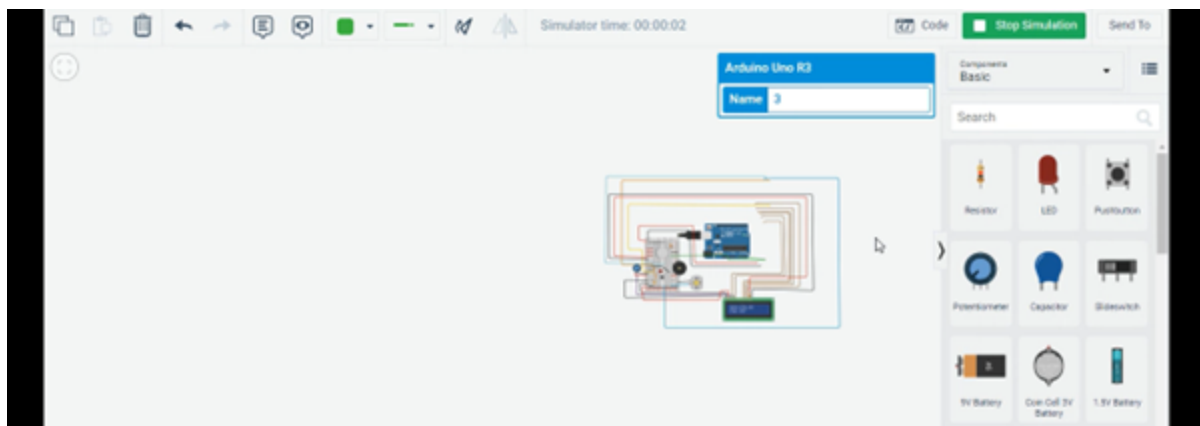 Simulator time: 00:00:02
Code
Stop Simulation
Send To
Arduino Uno R3
Name 3
Components
Basic
Search
Resistor
LED
Pushbutton
Potentiometer
Capacitor
Slideswitch
9V Battery
Coin Cell 3V
Battery
1.5V Battery